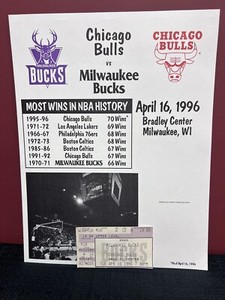 Chicago
Bulls
vs
Milwaukee
Bucks
MILWAUKEE
BUCKS
CHICAGO
BULLS
MOST WINS IN NBA HISTORY
1995-96 Chicago Bulls 70 Wins*
1971-72 Los Angeles Lakers 69 Wins
1966-67 Philadelphia 76ers 68 Wins
1972-73 Boston Celtics 68 Wins
1985-86 Boston Celtics 67 Wins
1991-92 Chicago Bulls 67 Wins
1970-71 MILWAUKEE BUCKS 66 Wins
April 16, 1996
Bradley Center
Milwaukee, WI
BUCKS